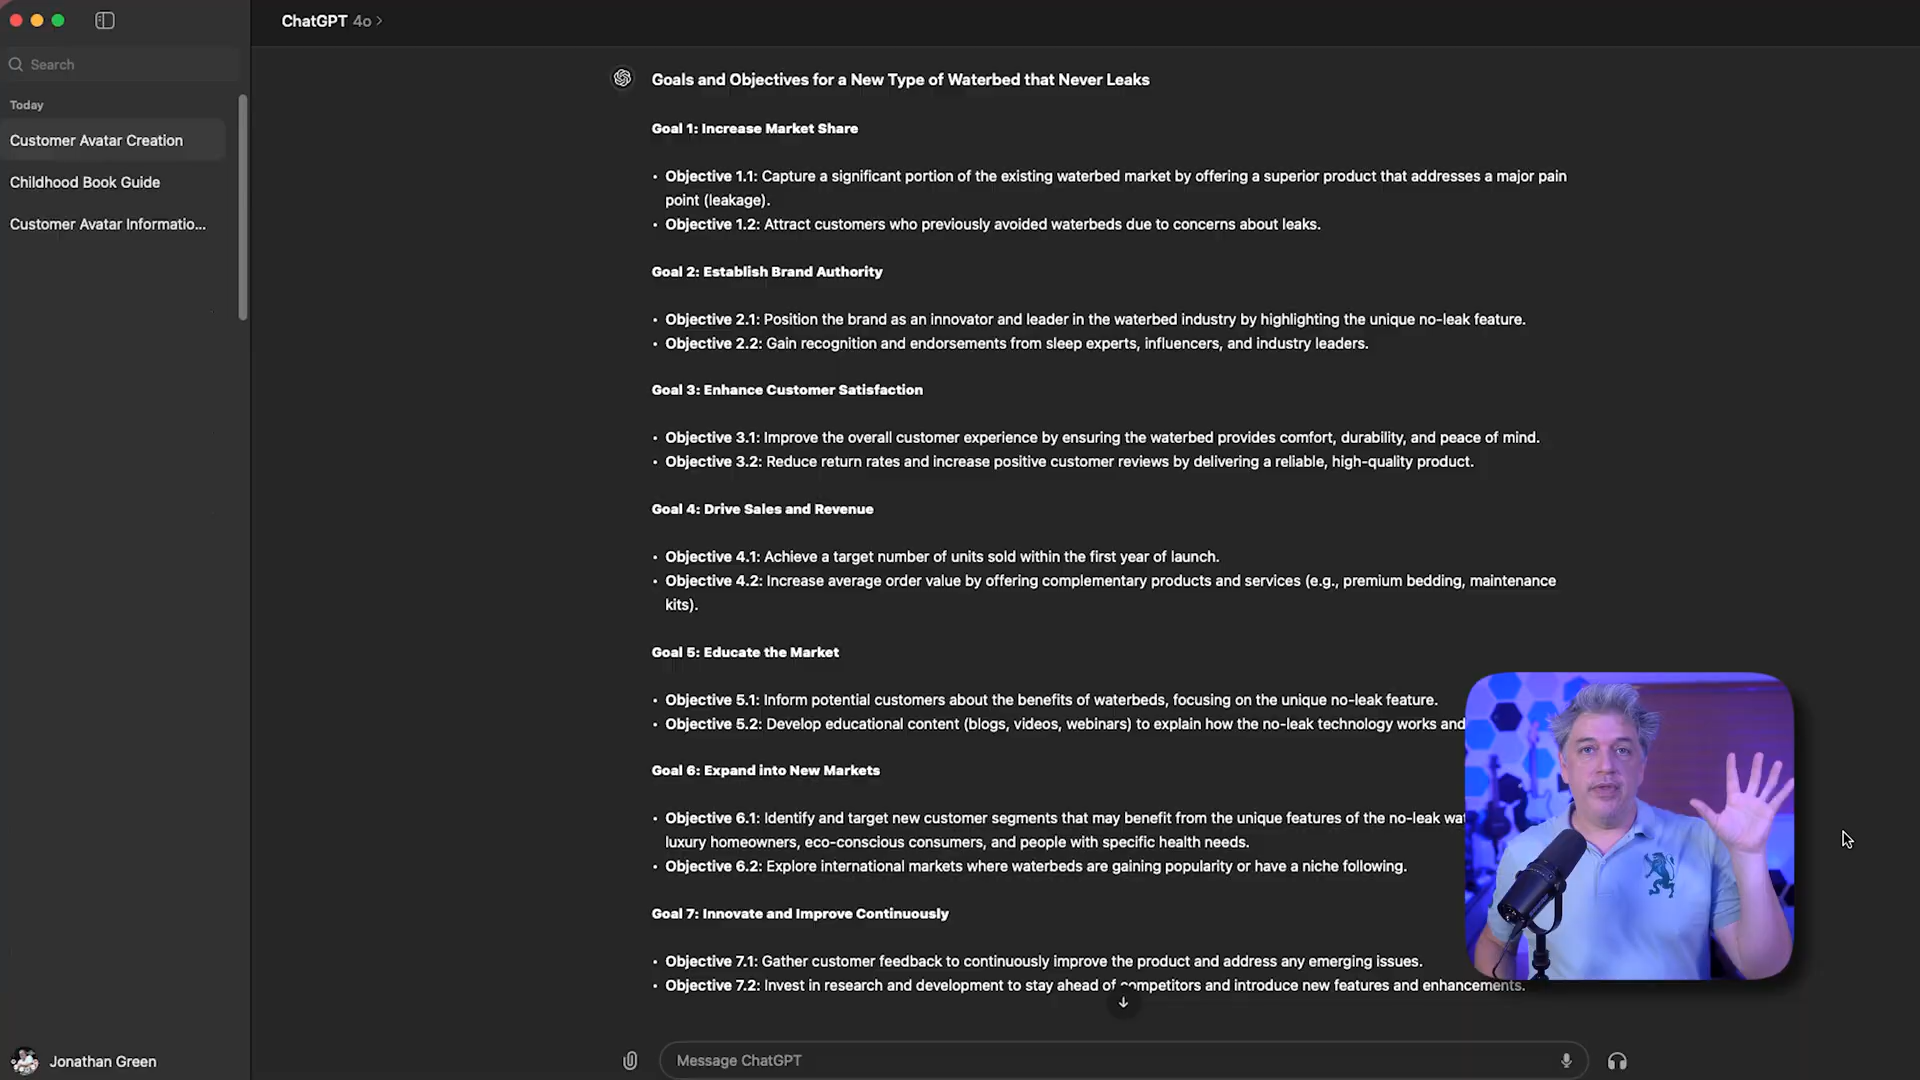 ChatGPT 4o >
Search
Today
Customer Avatar Creation
Childhood Book Guide
Customer Avatar Informatio...
Jonathan Green
Goals and Objectives for a New Type of Waterbed that Never Leaks
Goal 1: Increase Market Share
• Objective 1.1: Capture a significant portion of the existing waterbed market by offering a superior product that addresses a major pain
point (leakage).
• Objective 1.2: Attract customers who previously avoided waterbeds due to concerns about leaks.
Goal 2: Establish Brand Authority
• Objective 2.1: Position the brand as an innovator and leader in the waterbed industry by highlighting the unique no-leak feature.
• Objective 2.2: Gain recognition and endorsements from sleep experts, influencers, and industry leaders.
Goal 3: Enhance Customer Satisfaction
• Objective 3.1: Improve the overall customer experience by ensuring the waterbed provides comfort, durability, and peace of mind.
• Objective 3.2: Reduce return rates and increase positive customer reviews by delivering a reliable, high-quality product.
Goal 4: Drive Sales and Revenue
• Objective 4.1: Achieve a target number of units sold within the first year of launch.
• Objective 4.2: Increase average order value by offering complementary products and services (e.g., premium bedding, maintenance
kits).
Goal 5: Educate the Market
• Objective 5.1: Inform potential customers about the benefits of waterbeds, focusing on the unique no-leak feature.
• Objective 5.2: Develop educational content (blogs, videos, webinars) to explain how the no-leak technology works and
Goal 6: Expand into New Markets
• Objective 6.1: Identify and target new customer segments that may benefit from the unique features of the no-leak
luxury homeowners, eco-conscious consumers, and people with specific health needs.
• Objective 6.2: Explore international markets where waterbeds are gaining popularity or have a niche following.
Goal 7: Innovate and Improve Continuously
• Objective 7.1: Gather customer feedback to continuously improve the product and address any emerging issues.
• Objective 7.2: Invest in research and development to stay ahead of competitors and introduce new features and enhancements.
Message ChatGPT